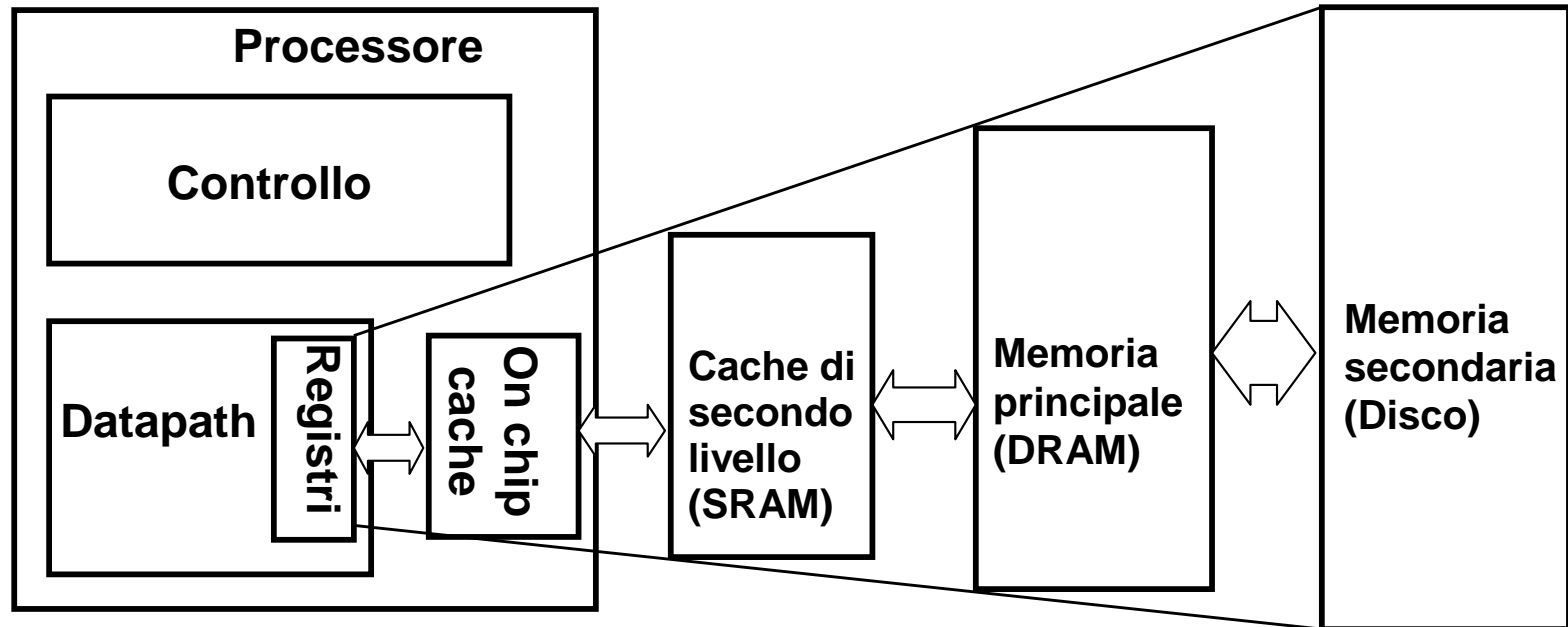 Processore
Controllo
Datapath
Registri
On chip
cache
Cache di
secondo
livello
(SRAM)
Memoria
principale
(DRAM)
Memoria
secondaria
(Disco)